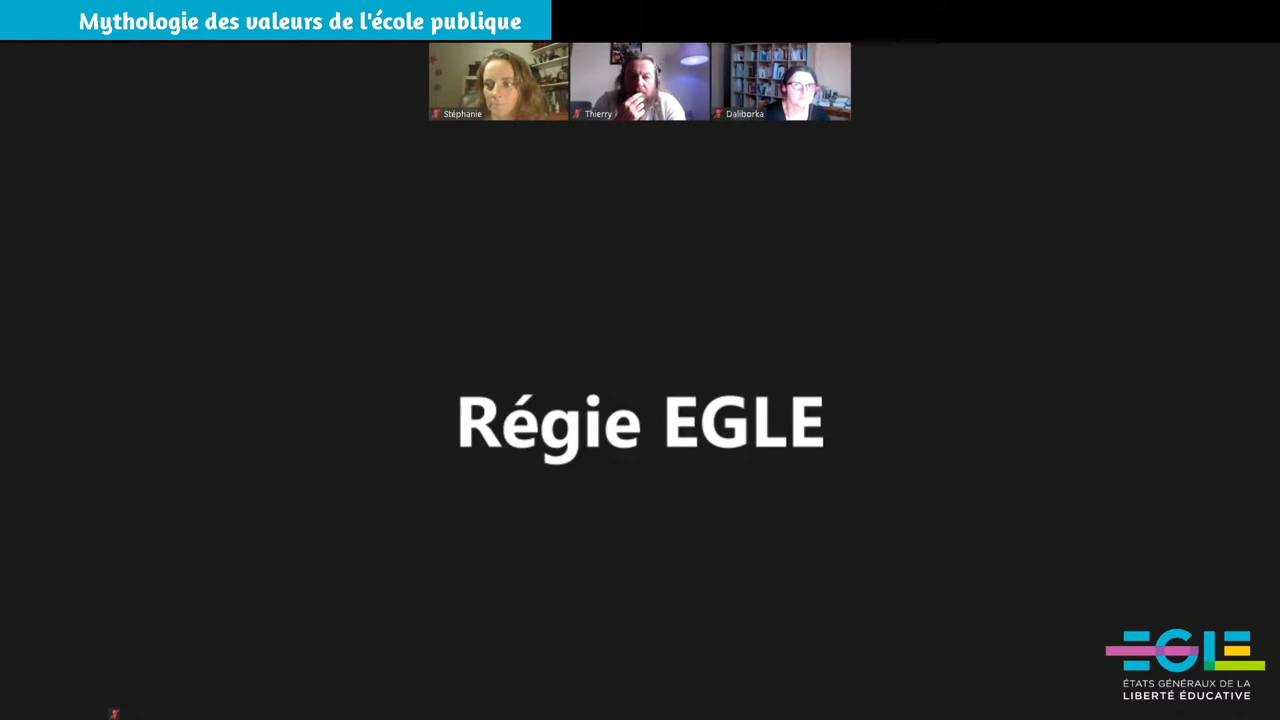 Mythologie des valeurs de l'école publique
Stéphanie
Thierry
Daliborka
Régie EGLE
EGLE
ÉTATS GÉNÉRAUX DE LA
LIBERTÉ ÉDUCATIVE